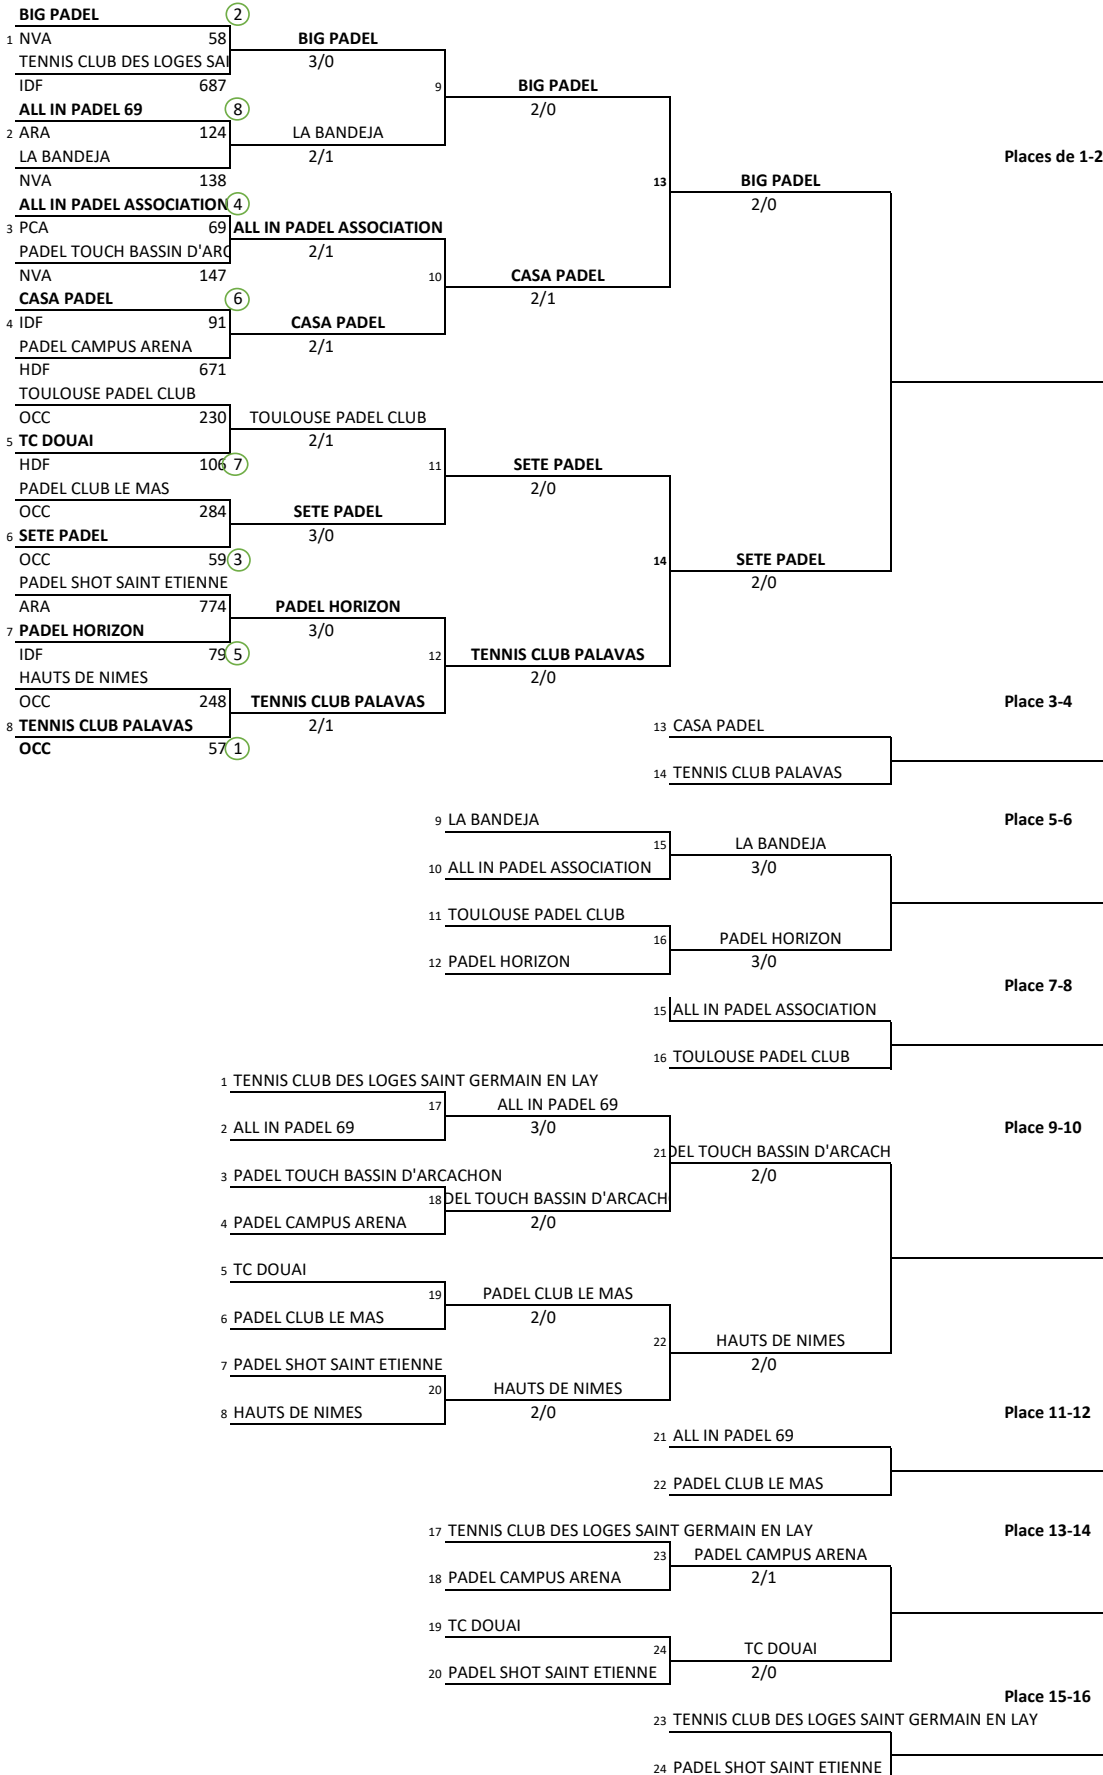 BIG PADEL 2
1 NVA 58 BIG PADEL
TENNIS CLUB DES LOGES SAI 3/0
IDF 687 9 BIG PADEL
ALL IN PADEL 69 8 2/0
2 ARA 124 LA BANDEJA
LA BANDEJA 2/1 Places de 1-2
NVA 138 13 BIG PADEL
ALL IN PADEL ASSOCIATION 4 2/0
3 PCA 69 ALL IN PADEL ASSOCIATION
PADEL TOUCH BASSIN D'ARC 2/1
NVA 147 10 CASA PADEL
CASA PADEL 6 2/1
4 IDF 91 CASA PADEL
PADEL CAMPUS ARENA 2/1
HDF 671
TOULOUSE PADEL CLUB
OCC 230 TOULOUSE PADEL CLUB
5 TC DOUAI 2/1
HDF 106 7 11 SETE PADEL
PADEL CLUB LE MAS 2/0
OCC 284 SETE PADEL
6 SETE PADEL 3/0
OCC 59 3 14 SETE PADEL
PADEL SHOT SAINT ETIENNE 2/0
ARA 774 PADEL HORIZON
7 PADEL HORIZON 3/0
IDF 79 5 12 TENNIS CLUB PALAVAS
HAUTS DE NIMES 2/0
OCC 248 TENNIS CLUB PALAVAS Place 3-4
8 TENNIS CLUB PALAVAS 2/1 13 CASA PADEL
OCC 57 1
14 TENNIS CLUB PALAVAS
9 LA BANDEJA Place 5-6
15 LA BANDEJA
10 ALL IN PADEL ASSOCIATION 3/0
11 TOULOUSE PADEL CLUB
16 PADEL HORIZON
12 PADEL HORIZON 3/0
Place 7-8
15 ALL IN PADEL ASSOCIATION
16 TOULOUSE PADEL CLUB
1 TENNIS CLUB DES LOGES SAINT GERMAIN EN LAY
17 ALL IN PADEL 69
2 ALL IN PADEL 69 3/0 Place 9-10
21 DEL TOUCH BASSIN D'ARCACH
3 PADEL TOUCH BASSIN D'ARCACHON 2/0
18 DEL TOUCH BASSIN D'ARCACH
4 PADEL CAMPUS ARENA 2/0
5 TC DOUAI
19 PADEL CLUB LE MAS
6 PADEL CLUB LE MAS 2/0
22 HAUTS DE NIMES
7 PADEL SHOT SAINT ETIENNE 2/0
20 HAUTS DE NIMES
8 HAUTS DE NIMES 2/0 Place 11-12
21 ALL IN PADEL 69
22 PADEL CLUB LE MAS
17 TENNIS CLUB DES LOGES SAINT GERMAIN EN LAY Place 13-14
23 PADEL CAMPUS ARENA
18 PADEL CAMPUS ARENA 2/1
19 TC DOUAI
24 TC DOUAI
20 PADEL SHOT SAINT ETIENNE 2/0
Place 15-16
23 TENNIS CLUB DES LOGES SAINT GERMAIN EN LAY
24 PADEL SHOT SAINT ETIENNE